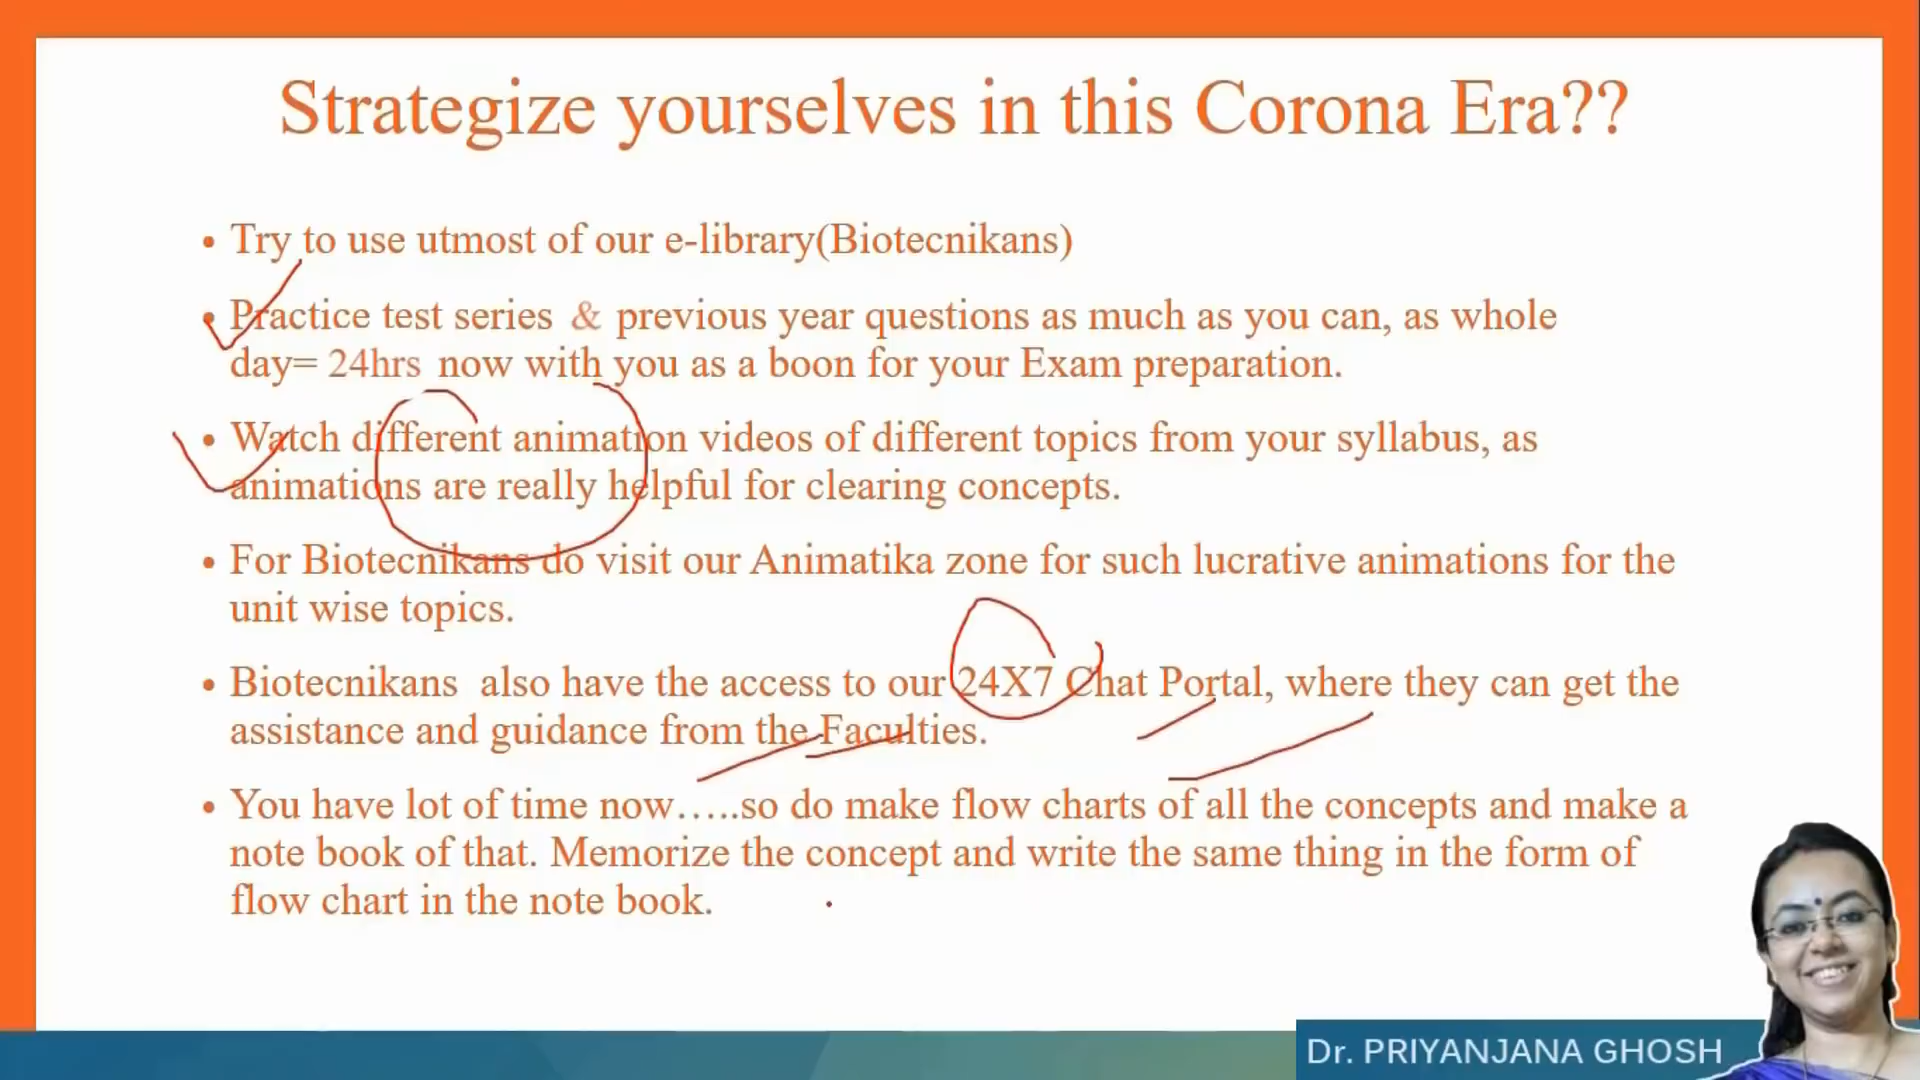 Strategize yourselves in this Corona Era??
• Try to use utmost of our e-library(Biotecnikans)
• Practice test series & previous year questions as much as you can, as whole
day= 24hrs now with you as a boon for your Exam preparation.
• Watch different animation videos of different topics from your syllabus, as
animations are really helpful for clearing concepts.
• For Biotecnikans do visit our Animatika zone for such lucrative animations for the
unit wise topics.
• Biotecnikans also have the access to our 24X7 Chat Portal, where they can get the
assistance and guidance from the Faculties.
• You have lot of time now…..so do make flow charts of all the concepts and make a
note book of that. Memorize the concept and write the same thing in the form of
flow chart in the note book.
Dr. PRIYANJANA GHOSH